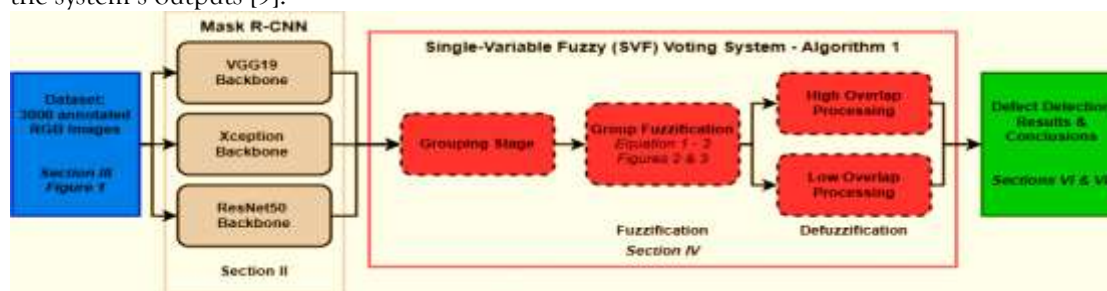 the system's outputs [9].
Mask R-CNN
Single-Variable Fuzzy (SVF) Voting System - Algorithm 1
Dataset:
3000 annotated
RGB Images
Section III
Figure 1
VGG19
Backbone
Xception
Backbone
ResNet50
Backbone
Section II
Grouping Stage
Group Fuzzification
Equation 1 - 3
Figures 2 & 3
High Overlap
Processing
Low Overlap
Processing
Fuzzification
Section IV
Defuzzification
Defect Detection
Results &
Conclusions
Sections VI &